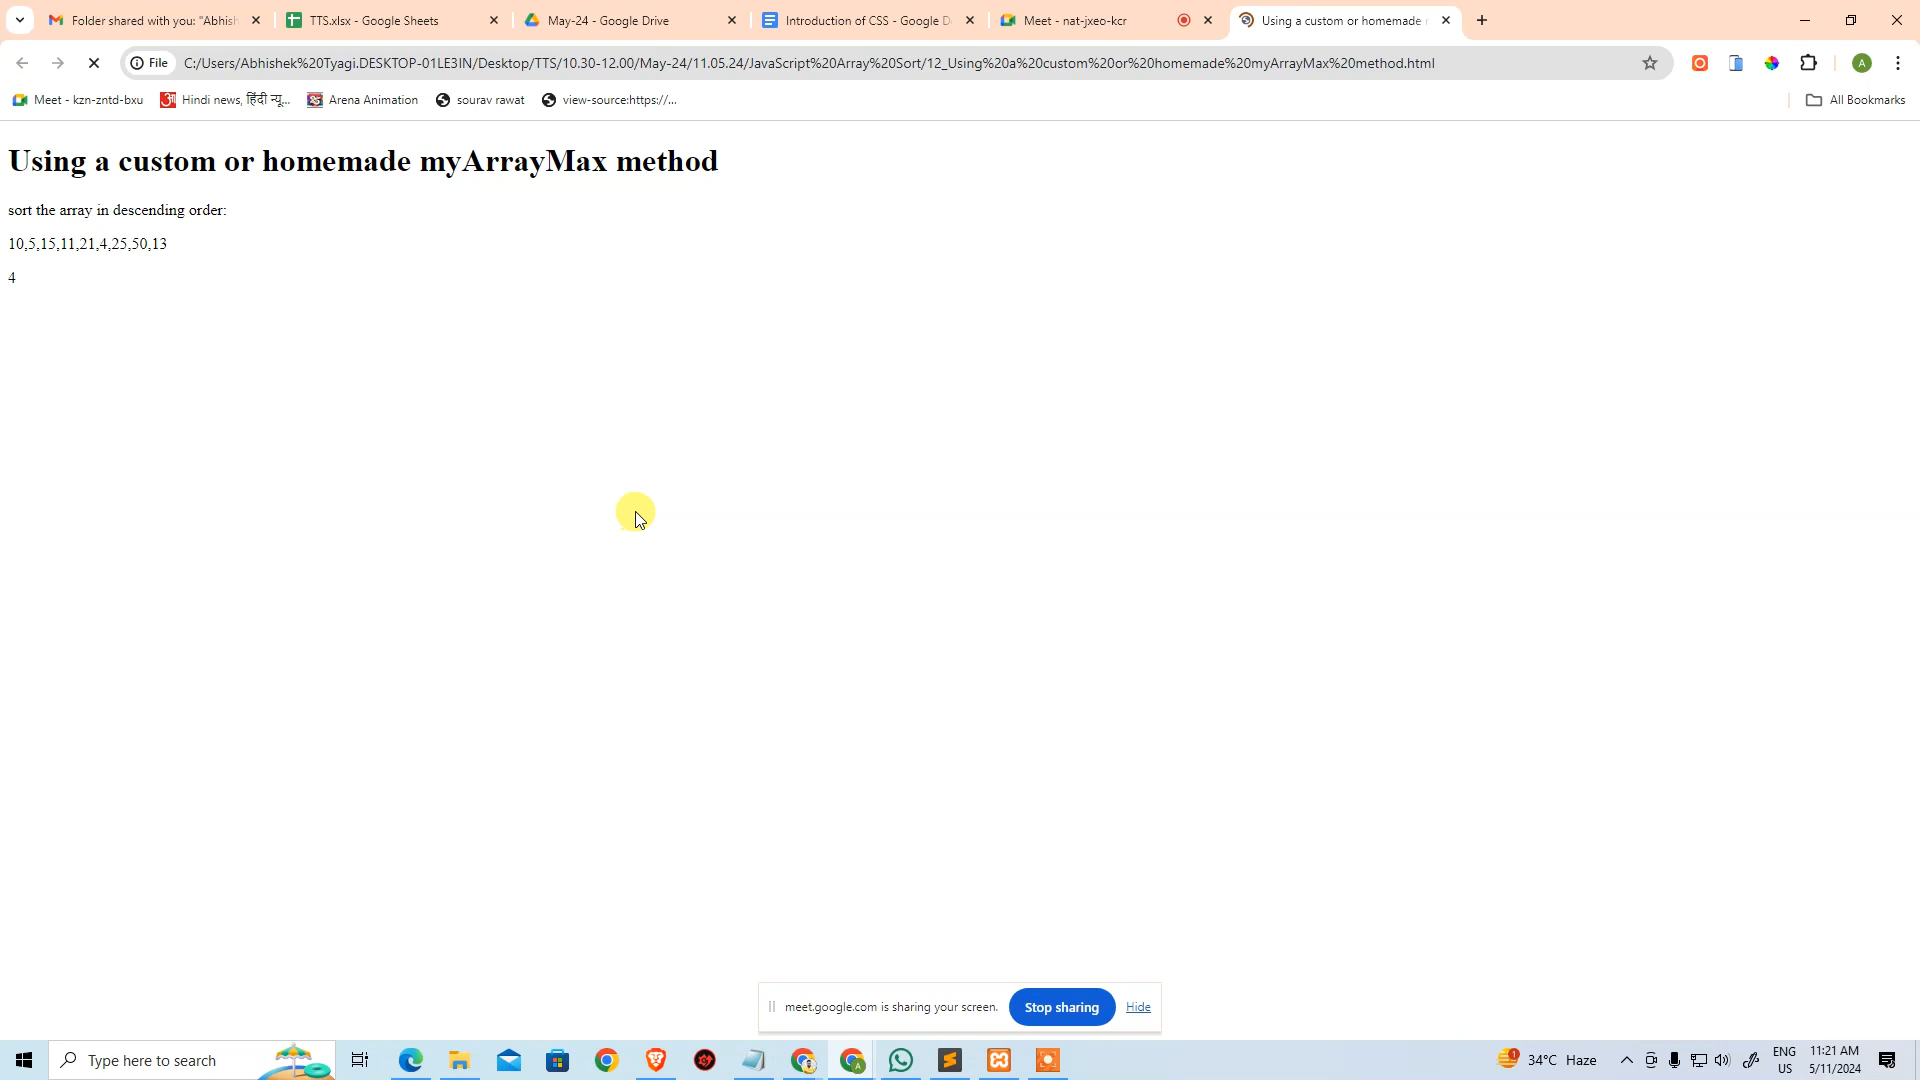 Folder shared with you: "Abhish
TTS.xlsx - Google Sheets
May-24 - Google Drive
Introduction of CSS - Google D
Meet - nat-jxeo-kcr
Using a custom or homemade
File
C:/Users/Abhishek%20Tyagi.DESKTOP-01LE3IN/Desktop/TTS/10.30-12.00/May-24/11.05.24/JavaScript%20Array%20Sort/12_Using%20a%20custom%20or%20homemade%20myArrayMax%20method.html
A
Meet - kzn-zntd-bxu
Hindi news, हिंदी न्यू...
Arena Animation
sourav rawat
view-source:https://...
All Bookmarks
Using a custom or homemade myArrayMax method
sort the array in descending order:
10,5,15,11,21,4,25,50,13
4
meet.google.com is sharing your screen.
Stop sharing
Hide
Type here to search
34°C Haze
ENG
US
11:21 AM
5/11/2024